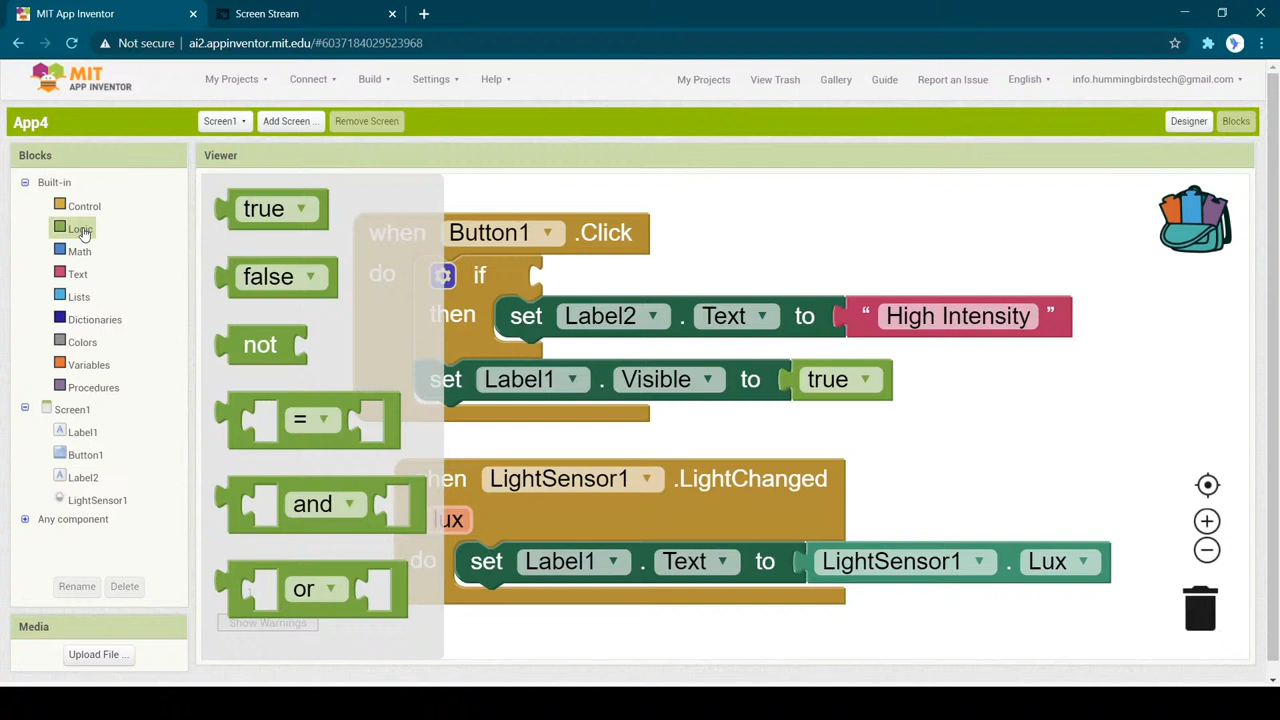 MIT App Inventor
Screen Stream
Not secure
ai2.appinventor.mit.edu/#6037184029523968
MIT
APP INVENTOR
My Projects
Connect
Build
Settings
Help
My Projects
View Trash
Gallery
Guide
Report an Issue
English
info.hummingbirdstech@gmail.com
App4
Screen1
Add Screen ...
Remove Screen
Designer
Blocks
Blocks
Built-in
Control
Logic
Math
Text
Lists
Dictionaries
Colors
Variables
Procedures
Screen1
Label1
Button1
Label2
LightSensor1
Any component
Rename
Delete
Media
Upload File ...
Viewer
true
false
not
=
and
or
Show Warnings
when Button1 .Click
do if
then set Label2 . Text to “ High Intensity ”
set Label1 . Visible to true
when LightSensor1 .LightChanged
lux
do set Label1 . Text to LightSensor1 . Lux